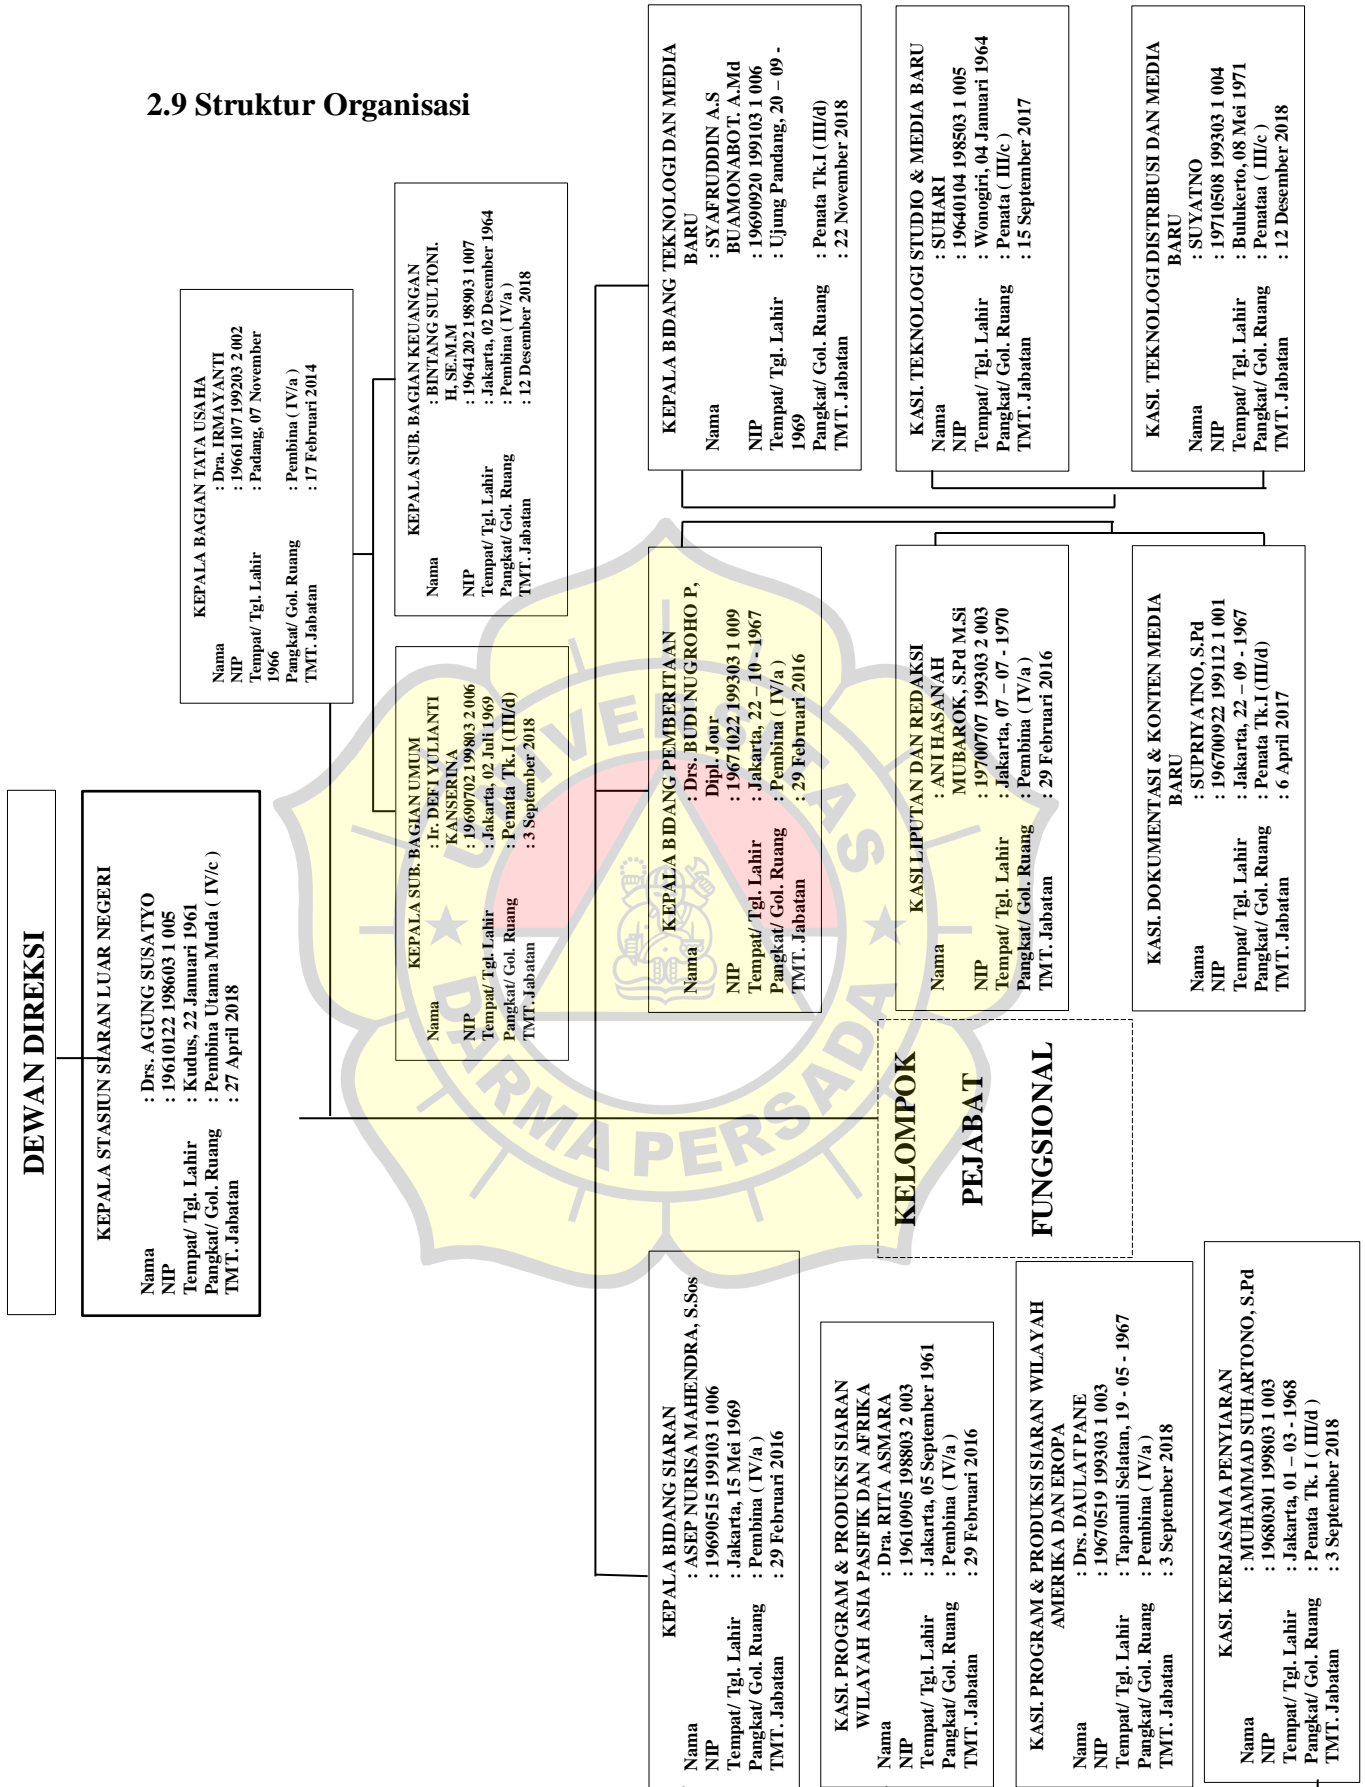 2.9 Struktur Organisasi
DEWAN DIREKSI
KEPALA STASIUN SIARAN LUAR NEGERI
Nama : Drs. AGUNG SUSATYO
NIP : 19610122 198603 1 005
Tempat/ Tgl. Lahir : Kudus, 22 Januari 1961
Pangkat/ Gol. Ruang : Pembina Utama Muda ( IV/c )
TMT. Jabatan : 27 April 2018
KEPALA BAGIAN TATA USAHA
Nama : Dra. IRMAYANTI
NIP : 19661107 199203 2 002
Tempat/ Tgl. Lahir : Padang, 07 November
1966
Pangkat/ Gol. Ruang : Pembina ( IV/a )
TMT. Jabatan : 17 Februari 2014
KEPALA SUB. BAGIAN UMUM
Nama : Ir. DEFI YULIANTI
KANSERINA
NIP : 19690702 199803 2 006
Tempat/ Tgl. Lahir : Jakarta, 02 Juli 1969
Pangkat/ Gol. Ruang : Penata Tk.I (III/d)
TMT. Jabatan : 3 September 2018
KEPALA SUB. BAGIAN KEUANGAN
Nama : BINTANG SULTONI.
H, SE.M.M
NIP : 19641202 198903 1 007
Tempat/ Tgl. Lahir : Jakarta, 02 Desember 1964
Pangkat/ Gol. Ruang : Pembina ( IV/a )
TMT. Jabatan : 12 Desember 2018
KEPALA BIDANG SIARAN
Nama : ASEP NURISA MAHENDRA, S.Sos
NIP : 19690515 199103 1 006
Tempat/ Tgl. Lahir : Jakarta, 15 Mei 1969
Pangkat/ Gol. Ruang : Pembina ( IV/a )
TMT. Jabatan : 29 Februari 2016
KEPALA BIDANG PEMBERITAAN
Nama : Drs. BUDI NUGROHO P,
Dipl. Jour
NIP : 19671022 199303 1 009
Tempat/ Tgl. Lahir : Jakarta, 22 – 10 - 1967
Pangkat/ Gol. Ruang : Pembina ( IV/a )
TMT. Jabatan : 29 Februari 2016
KEPALA BIDANG TEKNOLOGI DAN MEDIA
BARU
Nama : SYAFRUDDIN A.S
BUAMONABOT. A.Md
NIP : 19690920 199103 1 006
Tempat/ Tgl. Lahir : Ujung Pandang, 20 – 09 -
1969
Pangkat/ Gol. Ruang : Penata Tk.I ( III/d)
TMT. Jabatan : 22 November 2018
KASI. PROGRAM & PRODUKSI SIARAN
WILAYAH ASIA PASIFIK DAN AFRIKA
Nama : Dra. RITA ASMARA
NIP : 19610905 198803 2 003
Tempat/ Tgl. Lahir : Jakarta, 05 September 1961
Pangkat/ Gol. Ruang : Pembina ( IV/a )
TMT. Jabatan : 29 Februari 2016
KELOMPOK
PEJABAT
FUNGSIONAL
KASI LIPUTAN DAN REDAKSI
Nama : ANI HASANAH
MUBAROK, S.Pd M.Si
NIP : 19700707 199303 2 003
Tempat/ Tgl. Lahir : Jakarta, 07 – 07 - 1970
Pangkat/ Gol. Ruang : Pembina ( IV/a )
TMT. Jabatan : 29 Februari 2016
KASI. TEKNOLOGI STUDIO & MEDIA BARU
Nama : SUHARI
NIP : 19640104 198503 1 005
Tempat/ Tgl. Lahir : Wonogiri, 04 Januari 1964
Pangkat/ Gol. Ruang : Penata ( III/c )
TMT. Jabatan : 15 September 2017
KASI. PROGRAM & PRODUKSI SIARAN WILAYAH
AMERIKA DAN EROPA
Nama : Drs. DAULAT PANE
NIP : 19670519 199303 1 003
Tempat/ Tgl. Lahir : Tapanuli Selatan, 19 - 05 - 1967
Pangkat/ Gol. Ruang : Pembina ( IV/a )
TMT. Jabatan : 3 September 2018
KASI. DOKUMENTASI & KONTEN MEDIA
BARU
Nama : SUPRIYATNO, S.Pd
NIP : 19670922 199112 1 001
Tempat/ Tgl. Lahir : Jakarta, 22 – 09 - 1967
Pangkat/ Gol. Ruang : Penata Tk.I (III/d)
TMT. Jabatan : 6 April 2017
KASI. TEKNOLOGI DISTRIBUSI DAN MEDIA
BARU
Nama : SUYATNO
NIP : 19710508 199303 1 004
Tempat/ Tgl. Lahir : Bulukerto, 08 Mei 1971
Pangkat/ Gol. Ruang : Penataa ( III/c )
TMT. Jabatan : 12 Desember 2018
KASI. KERJASAMA PENYIARAN
Nama : MUHAMMAD SUHARTONO, S.Pd
NIP : 19680301 199803 1 003
Tempat/ Tgl. Lahir : Jakarta, 01 – 03 - 1968
Pangkat/ Gol. Ruang : Penata Tk. I ( III/d )
TMT. Jabatan : 3 September 2018
UNIVERSITAS
DARMA PERSADA